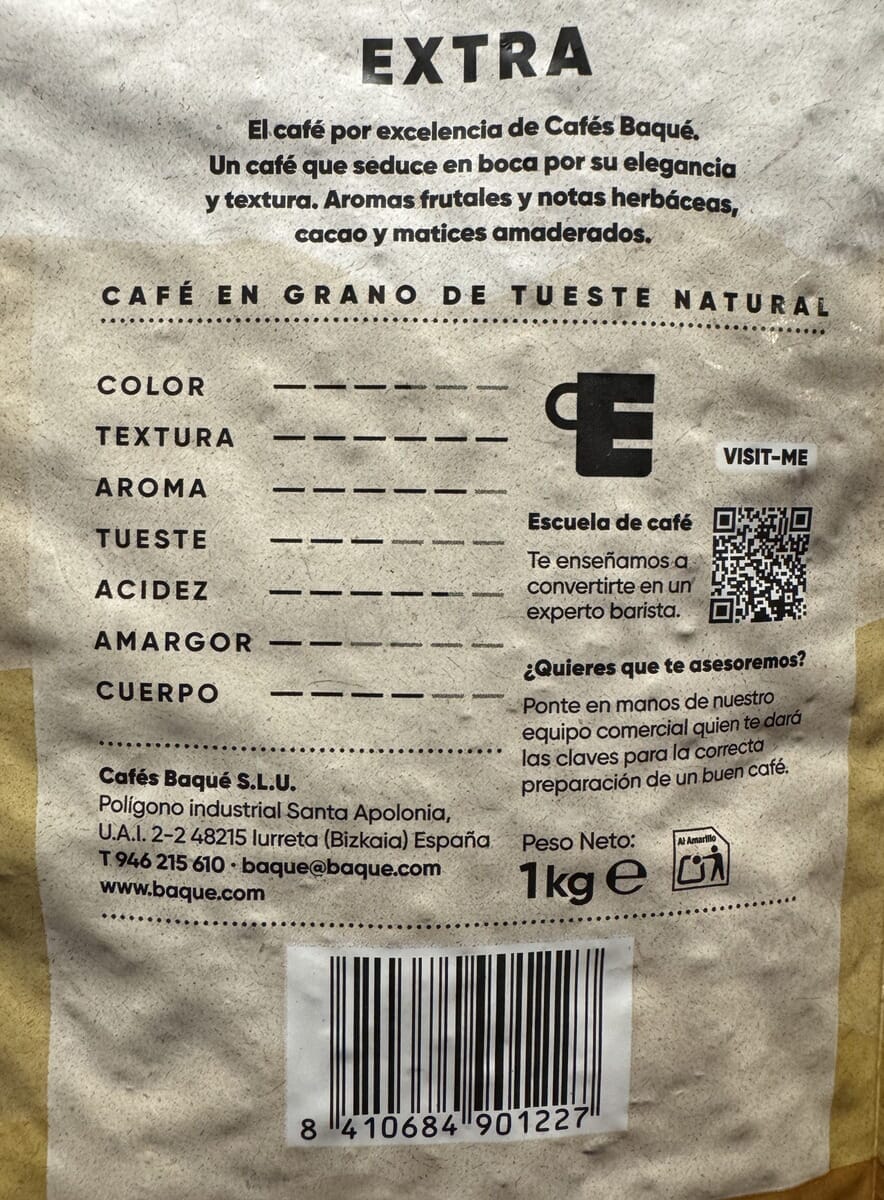 EXTRA
El café por excelencia de Cafés Baqué.
Un café que seduce en boca por su elegancia
y textura. Aromas frutales y notas herbáceas,
cacao y matices amaderados.
CAFÉ EN GRANO DE TUESTE NATURAL
COLOR
TEXTURA
AROMA
TUESTE
ACIDEZ
AMARGOR
CUERPO
VISIT-ME
Escuela de café
Te enseñamos a
convertirte en un
experto barista.
¿Quieres que te asesoremos?
Ponte en manos de nuestro
equipo comercial quien te dará
las claves para la correcta
preparación de un buen café.
Cafés Baqué S.L.U.
Polígono industrial Santa Apolonia,
U.A.I. 2-2 48215 Iurreta (Bizkaia) España
T 946 215 610 · baque@baque.com
www.baque.com
Peso Neto:
1kg e
Al Amarillo
8 410684 901227